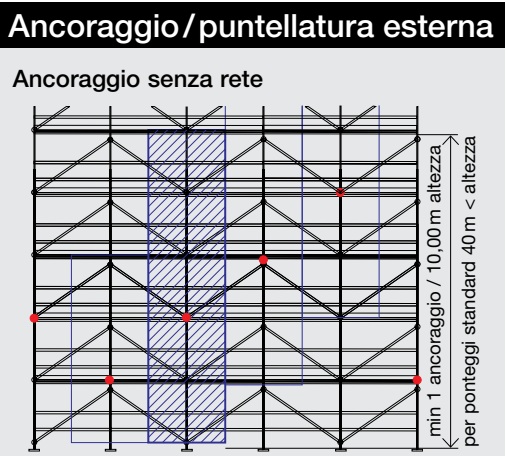 Ancoraggio/puntellatura esterna
Ancoraggio senza rete
min 1 ancoraggio / 10,00 m altezza
per ponteggi standard 40 m < altezza